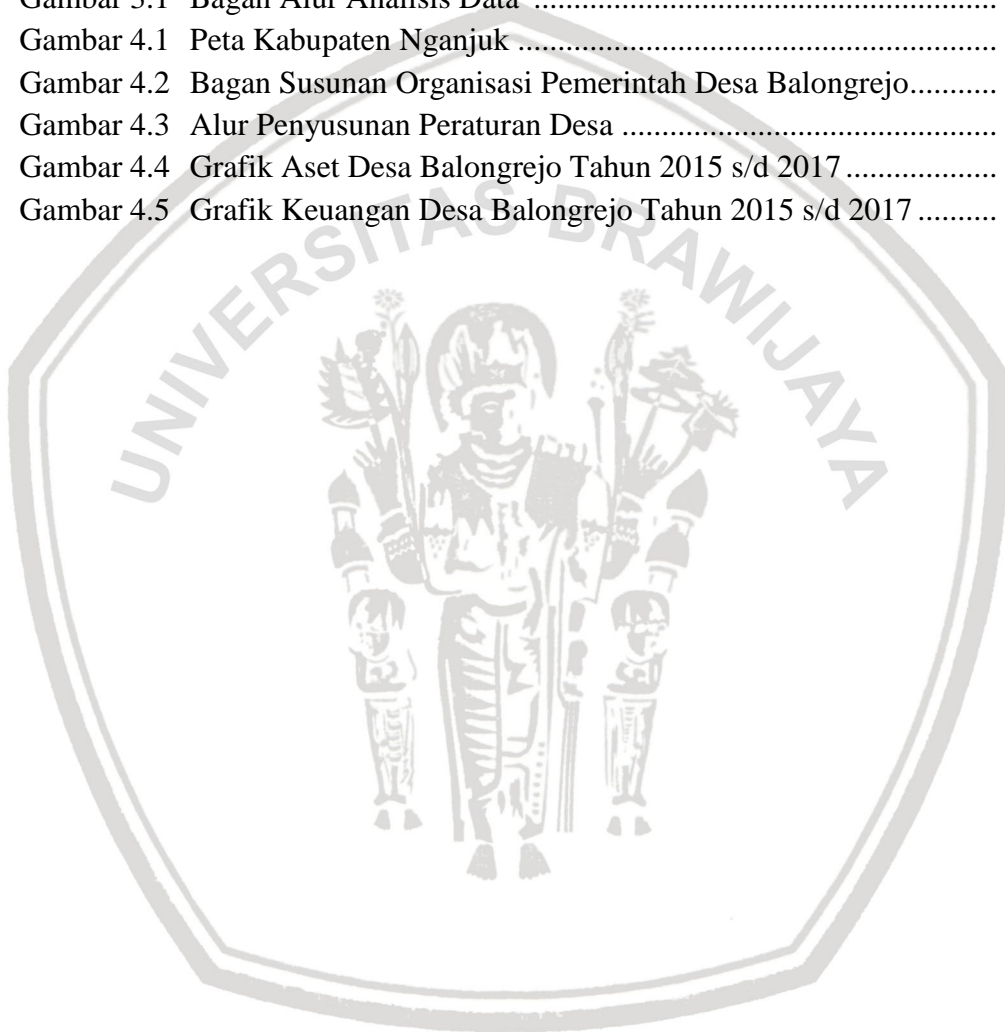 Gambar 3.1 Bagan Alur Analisis Data ....................................................
Gambar 4.1 Peta Kabupaten Nganjuk ......................................................
Gambar 4.2 Bagan Susunan Organisasi Pemerintah Desa Balongrejo...........
Gambar 4.3 Alur Penyusunan Peraturan Desa ..........................................
Gambar 4.4 Grafik Aset Desa Balongrejo Tahun 2015 s/d 2017 ..................
Gambar 4.5 Grafik Keuangan Desa Balongrejo Tahun 2015 s/d 2017 ..........
UNIVERSITAS BRAWIJAYA